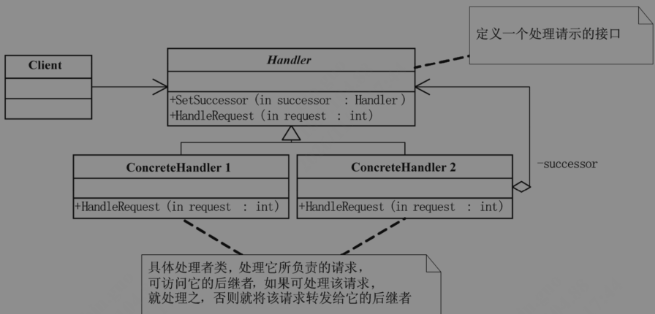 定义一个处理请示的接口
Client
Handler
+SetSuccessor (in successor : Handler)
+HandleRequest (in request : int)
ConcreteHandler 1
ConcreteHandler 2
-successor
+HandleRequest (in request : int)
+HandleRequest (in request : int)
具体处理者类，处理它所负责的请求，
可访问它的后继者，如果可处理该请求，
就处理之，否则就将该请求转发给它的后继者